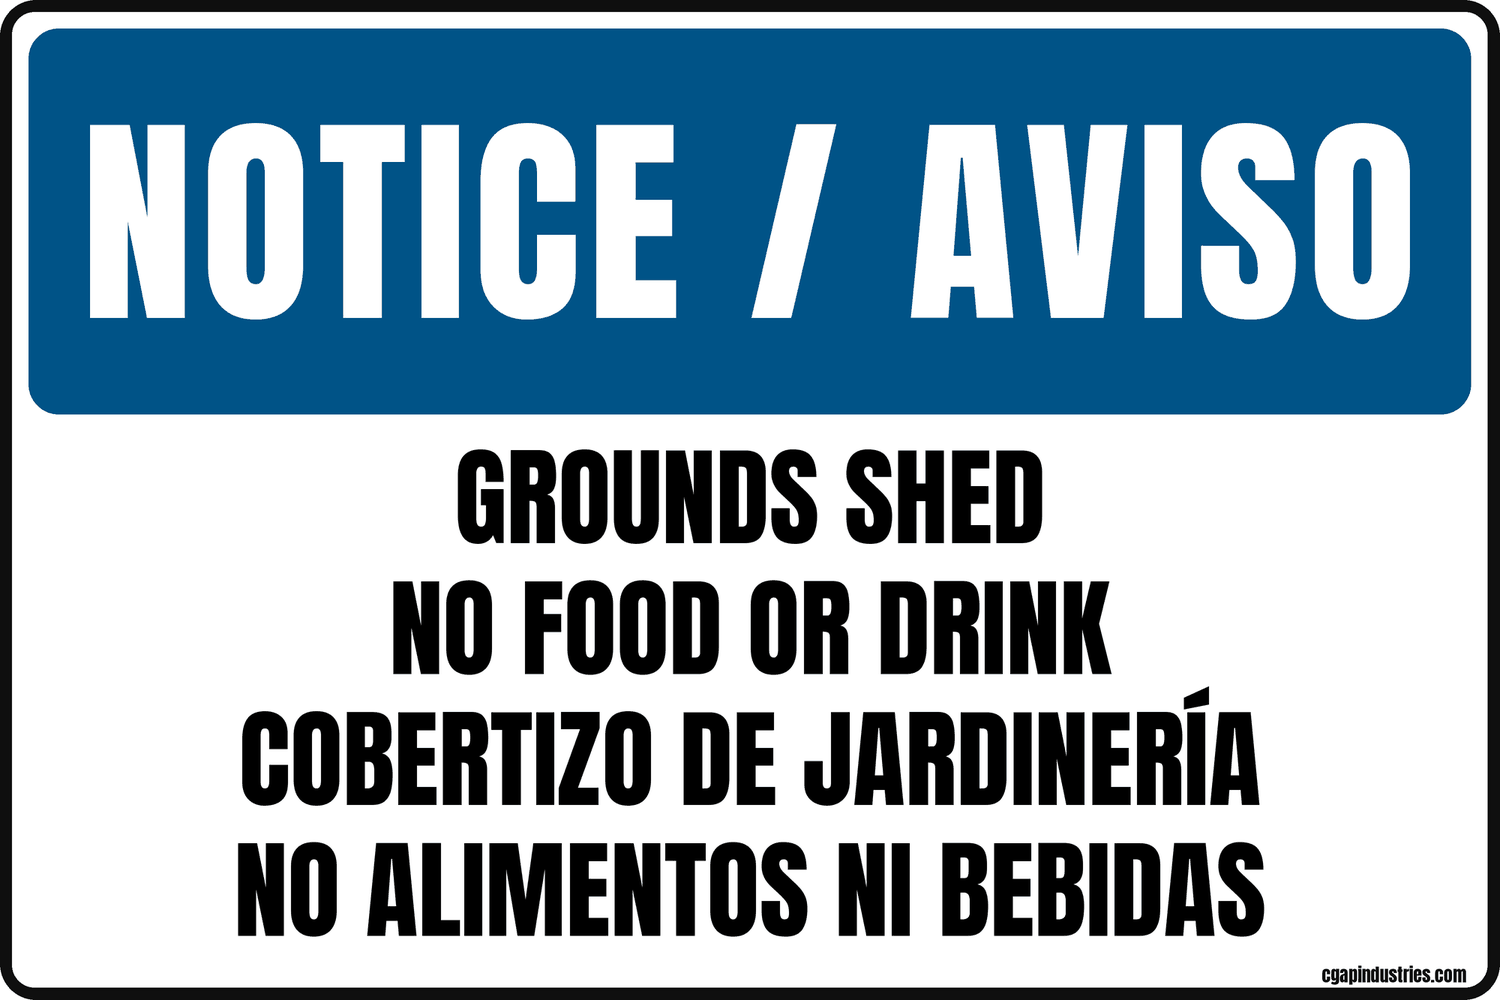 NOTICE / AVISO
GROUNDS SHED
NO FOOD OR DRINK
COBERTIZO DE JARDINERÍA
NO ALIMENTOS NI BEBIDAS
cgapindustries.com